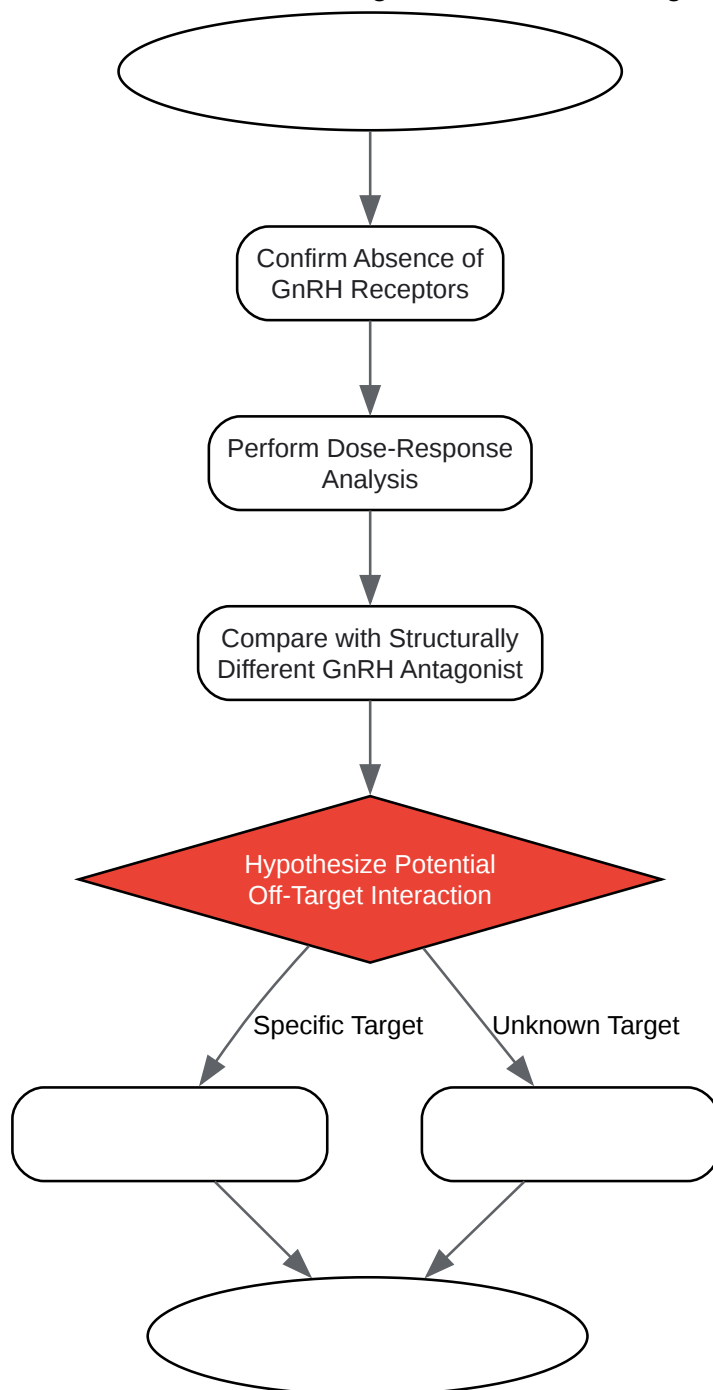 Confirm Absence of
GnRH Receptors
Perform Dose-Response
Analysis
Compare with Structurally
Different GnRH Antagonist
Hypothesize Potential
Off-Target Interaction
Specific Target
Unknown Target